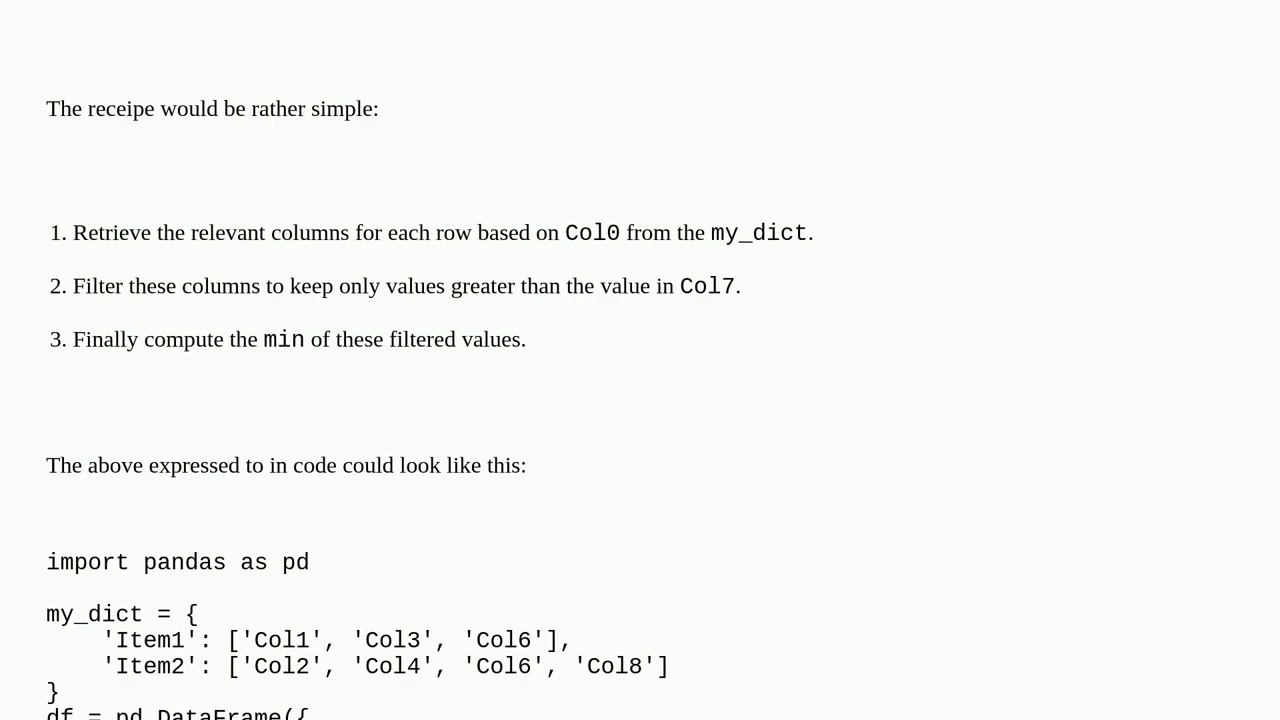 The receipe would be rather simple:
1. Retrieve the relevant columns for each row based on Col0 from the my_dict.
2. Filter these columns to keep only values greater than the value in Col7.
3. Finally compute the min of these filtered values.
The above expressed to in code could look like this:
import pandas as pd
my_dict = {
    'Item1': ['Col1', 'Col3', 'Col6'],
    'Item2': ['Col2', 'Col4', 'Col6', 'Col8']
}
df = pd.DataFrame({